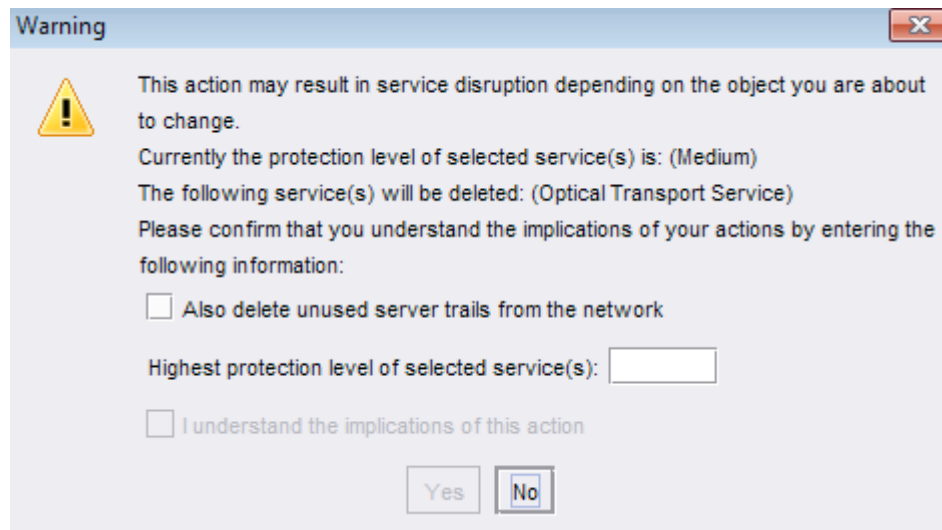 Warning
This action may result in service disruption depending on the object you are about
to change.
Currently the protection level of selected service(s) is: (Medium)
The following service(s) will be deleted: (Optical Transport Service)
Please confirm that you understand the implications of your actions by entering the
following information:
Also delete unused server trails from the network
Highest protection level of selected service(s):
I understand the implications of this action
Yes No